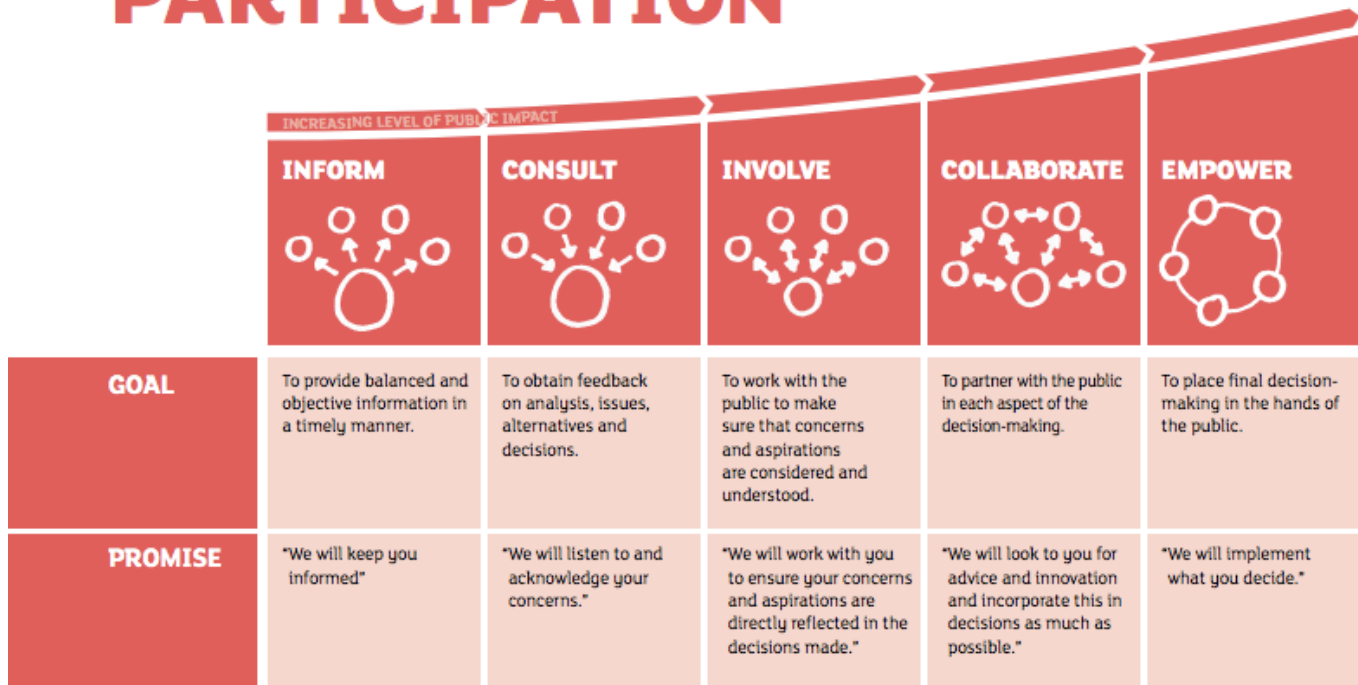 PARTICIPATION
INCREASING LEVEL OF PUBLIC IMPACT
INFORM
CONSULT
INVOLVE
COLLABORATE
EMPOWER
GOAL
To provide balanced and
objective information in
a timely manner.
To obtain feedback
on analysis, issues,
alternatives and
decisions.
To work with the
public to make
sure that concerns
and aspirations
are considered and
understood.
To partner with the public
in each aspect of the
decision-making.
To place final decision-
making in the hands of
the public.
PROMISE
"We will keep you
informed"
"We will listen to and
acknowledge your
concerns."
"We will work with you
to ensure your concerns
and aspirations are
directly reflected in the
decisions made."
"We will look to you for
advice and innovation
and incorporate this in
decisions as much as
possible."
"We will implement
what you decide."